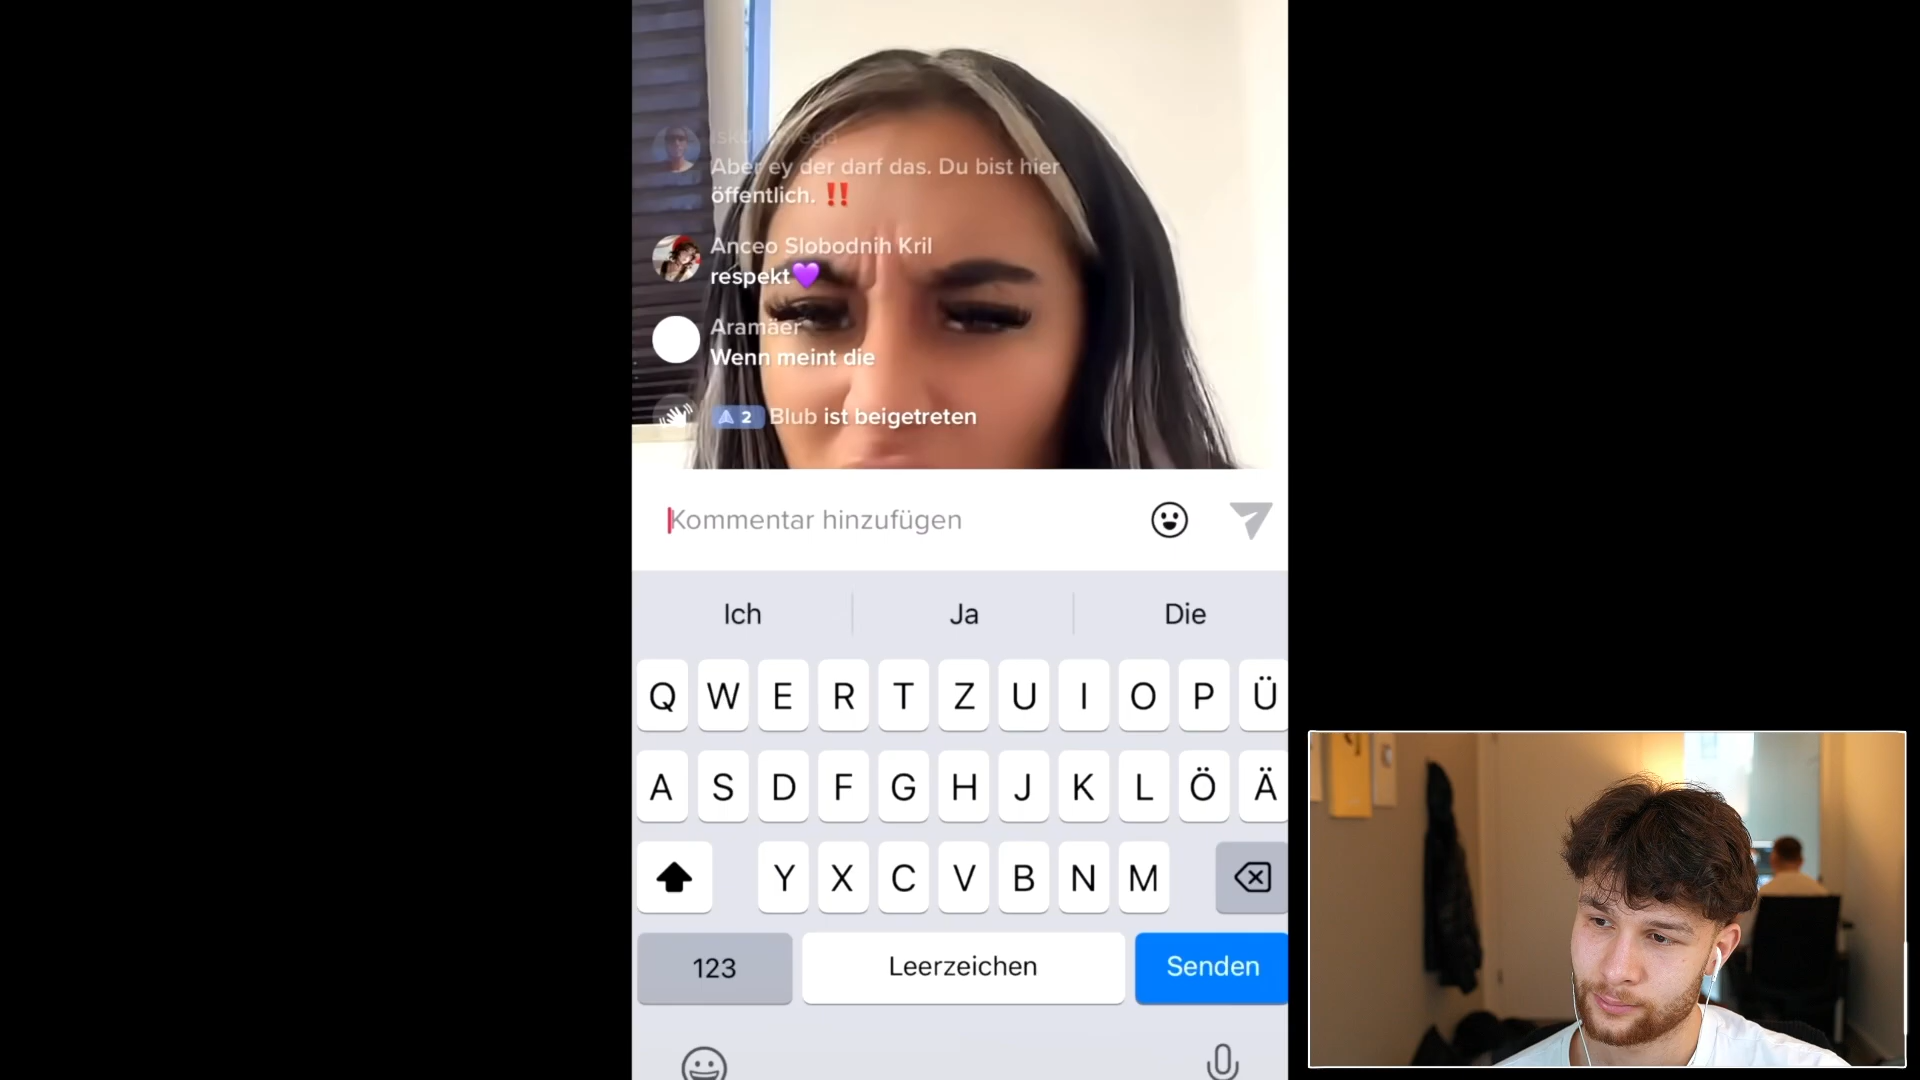 Aber ey der darf das. Du bist hier
öffentlich. ‼️
Anceo Slobodnih Kril
respekt💜
Aramäer
Wenn meint die
2 Blub ist beigetreten
Kommentar hinzufügen
Ich Ja Die
Q W E R T Z U I O P Ü
A S D F G H J K L Ö Ä
Y X C V B N M
123 Leerzeichen Senden